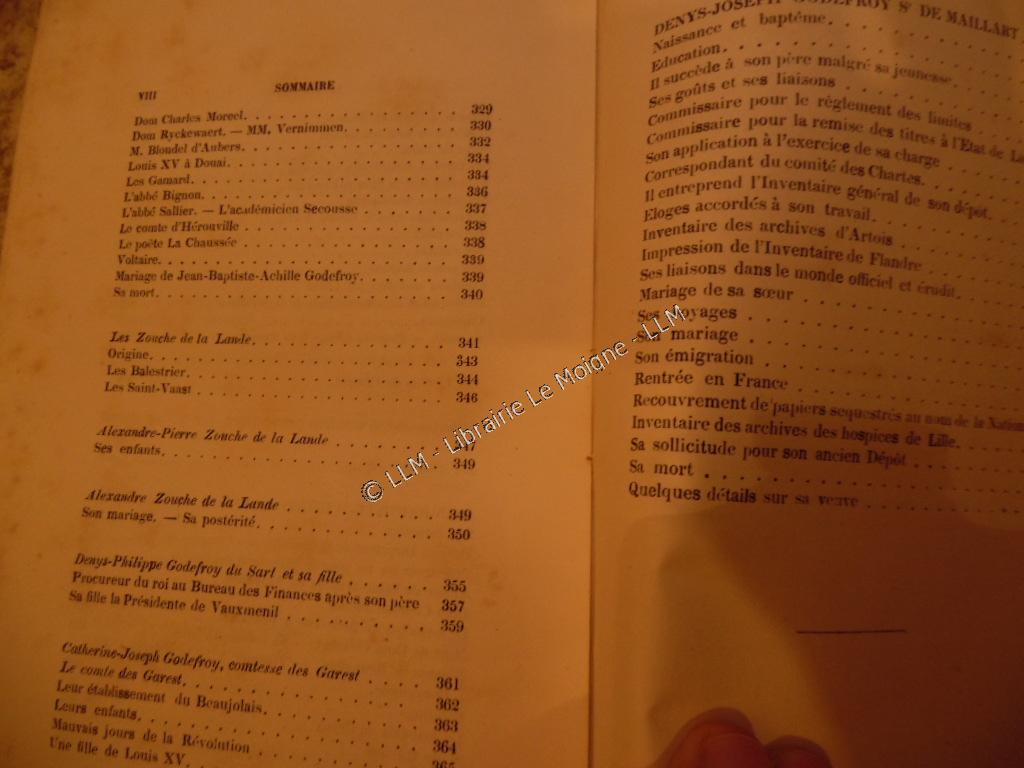 VIII SOMMAIRE
Dom Charles Moreel. 329
Dom Ryckewaert. — MM. Vernimmen. 330
M. Blondel d'Aubers. 332
Louis XV à Douai. 334
Les Gamard. 334
L'abbé Bignon. 336
L'abbé Sallier. — L'académicien Secousse 337
Le comte d'Hérouville 338
Le poète La Chaussée 338
Voltaire. 339
Mariage de Jean-Baptiste-Achille Godefroy. 339
Sa mort. 340
Les Zouche de la Lande. 341
Origine. 343
Les Balestrier. 344
Les Saint-Vaast 346
Alexandre-Pierre Zouche de la Lande
Ses enfants. 349
Alexandre Zouche de la Lande 349
Son mariage. — Sa postérité. 350
Denys-Philippe Godefroy du Sart et sa fille 355
Procureur du roi au Bureau des Finances après son père 357
Sa fille la Présidente de Vauxmenil 359
Catherine-Joseph Godefroy, comtesse des Garest 361
Le comte des Garest. 362
Leur établissement du Beaujolais. 363
Leurs enfants. 364
Mauvais jours de la Révolution
Une fille de Louis XV. 365
DENYS-JOSEPH GODEFROY Sr DE MAILLART
Naissance et baptême.
Education.
Il succède à son père malgré sa jeunesse
Ses goûts et ses liaisons
Commissaire pour le règlement des limites
Commissaire pour la remise des titres à l'Etat de
Son application à l'exercice de sa charge
Correspondant du comité des Chartes.
Il entreprend l'Inventaire général de son dépôt.
Eloges accordés à son travail.
Inventaire des archives d'Artois
Impression de l'Inventaire de Flandre
Ses liaisons dans le monde officiel et érudit.
Mariage de sa sœur
Ses voyages
Son mariage
Son émigration
Rentrée en France
Recouvrement de papiers sequestrés au nom de la Nation
Inventaire des archives des hospices de Lille.
Sa sollicitude pour son ancien Dépôt
Sa mort
Quelques détails sur sa veuve
© LLM. - Librairie Le Moigne - LLM